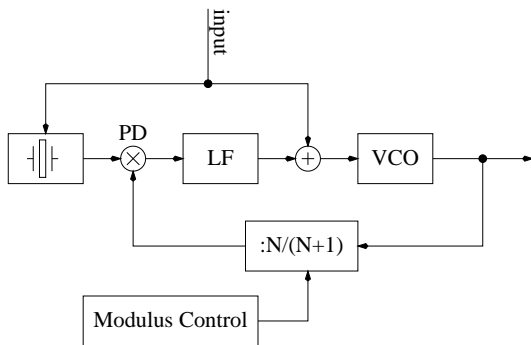 input
PD
LF
VCO
:N/(N+1)
Modulus Control